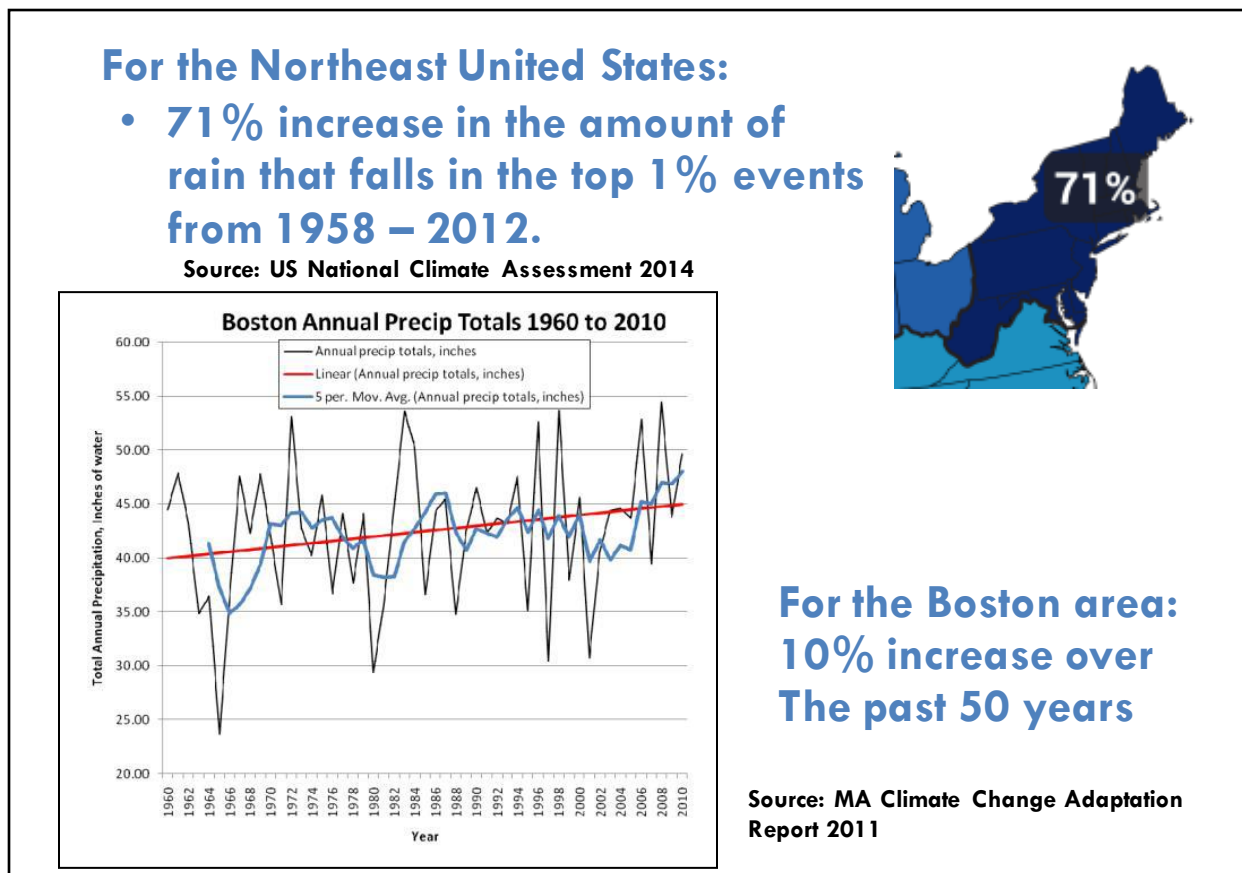 For the Northeast United States:
• 71% increase in the amount of
rain that falls in the top 1% events
from 1958 – 2012.
Source: US National Climate Assessment 2014
71%
Boston Annual Precip Totals 1960 to 2010
Annual precip totals, inches
Linear (Annual precip totals, inches)
5 per. Mov. Avg. (Annual precip totals, inches)
Total Annual Precipitation, Inches of water
60.00
55.00
50.00
45.00
40.00
35.00
30.00
25.00
20.00
1960 1962 1964 1966 1968 1970 1972 1974 1976 1978 1980 1982 1984 1986 1988 1990 1992 1994 1996 1998 2000 2002 2004 2006 2008 2010
Year
For the Boston area:
10% increase over
The past 50 years
Source: MA Climate Change Adaptation
Report 2011